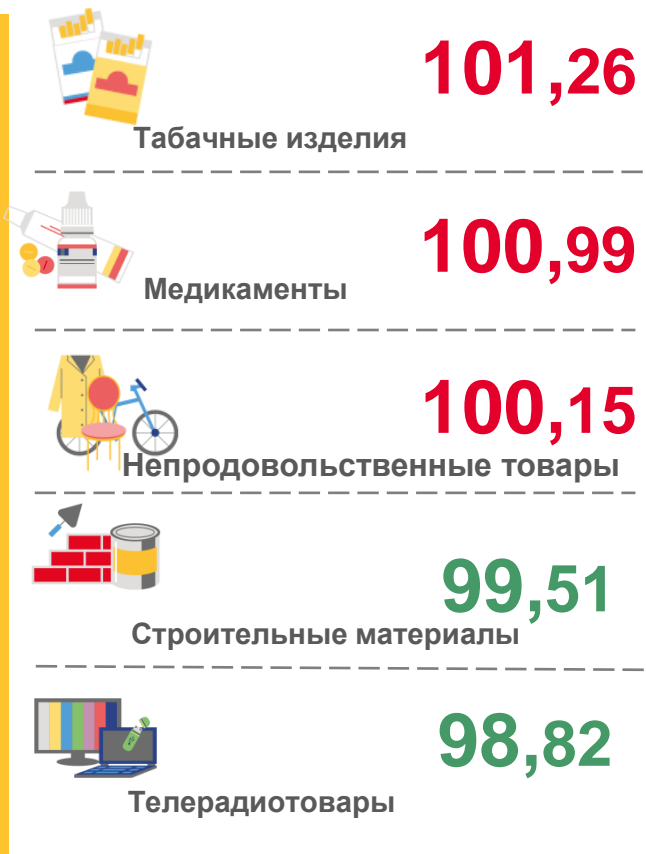 101,26
Табачные изделия
100,99
Медикаменты
100,15
Непродовольственные товары
99,51
Строительные материалы
98,82
Телерадиотовары